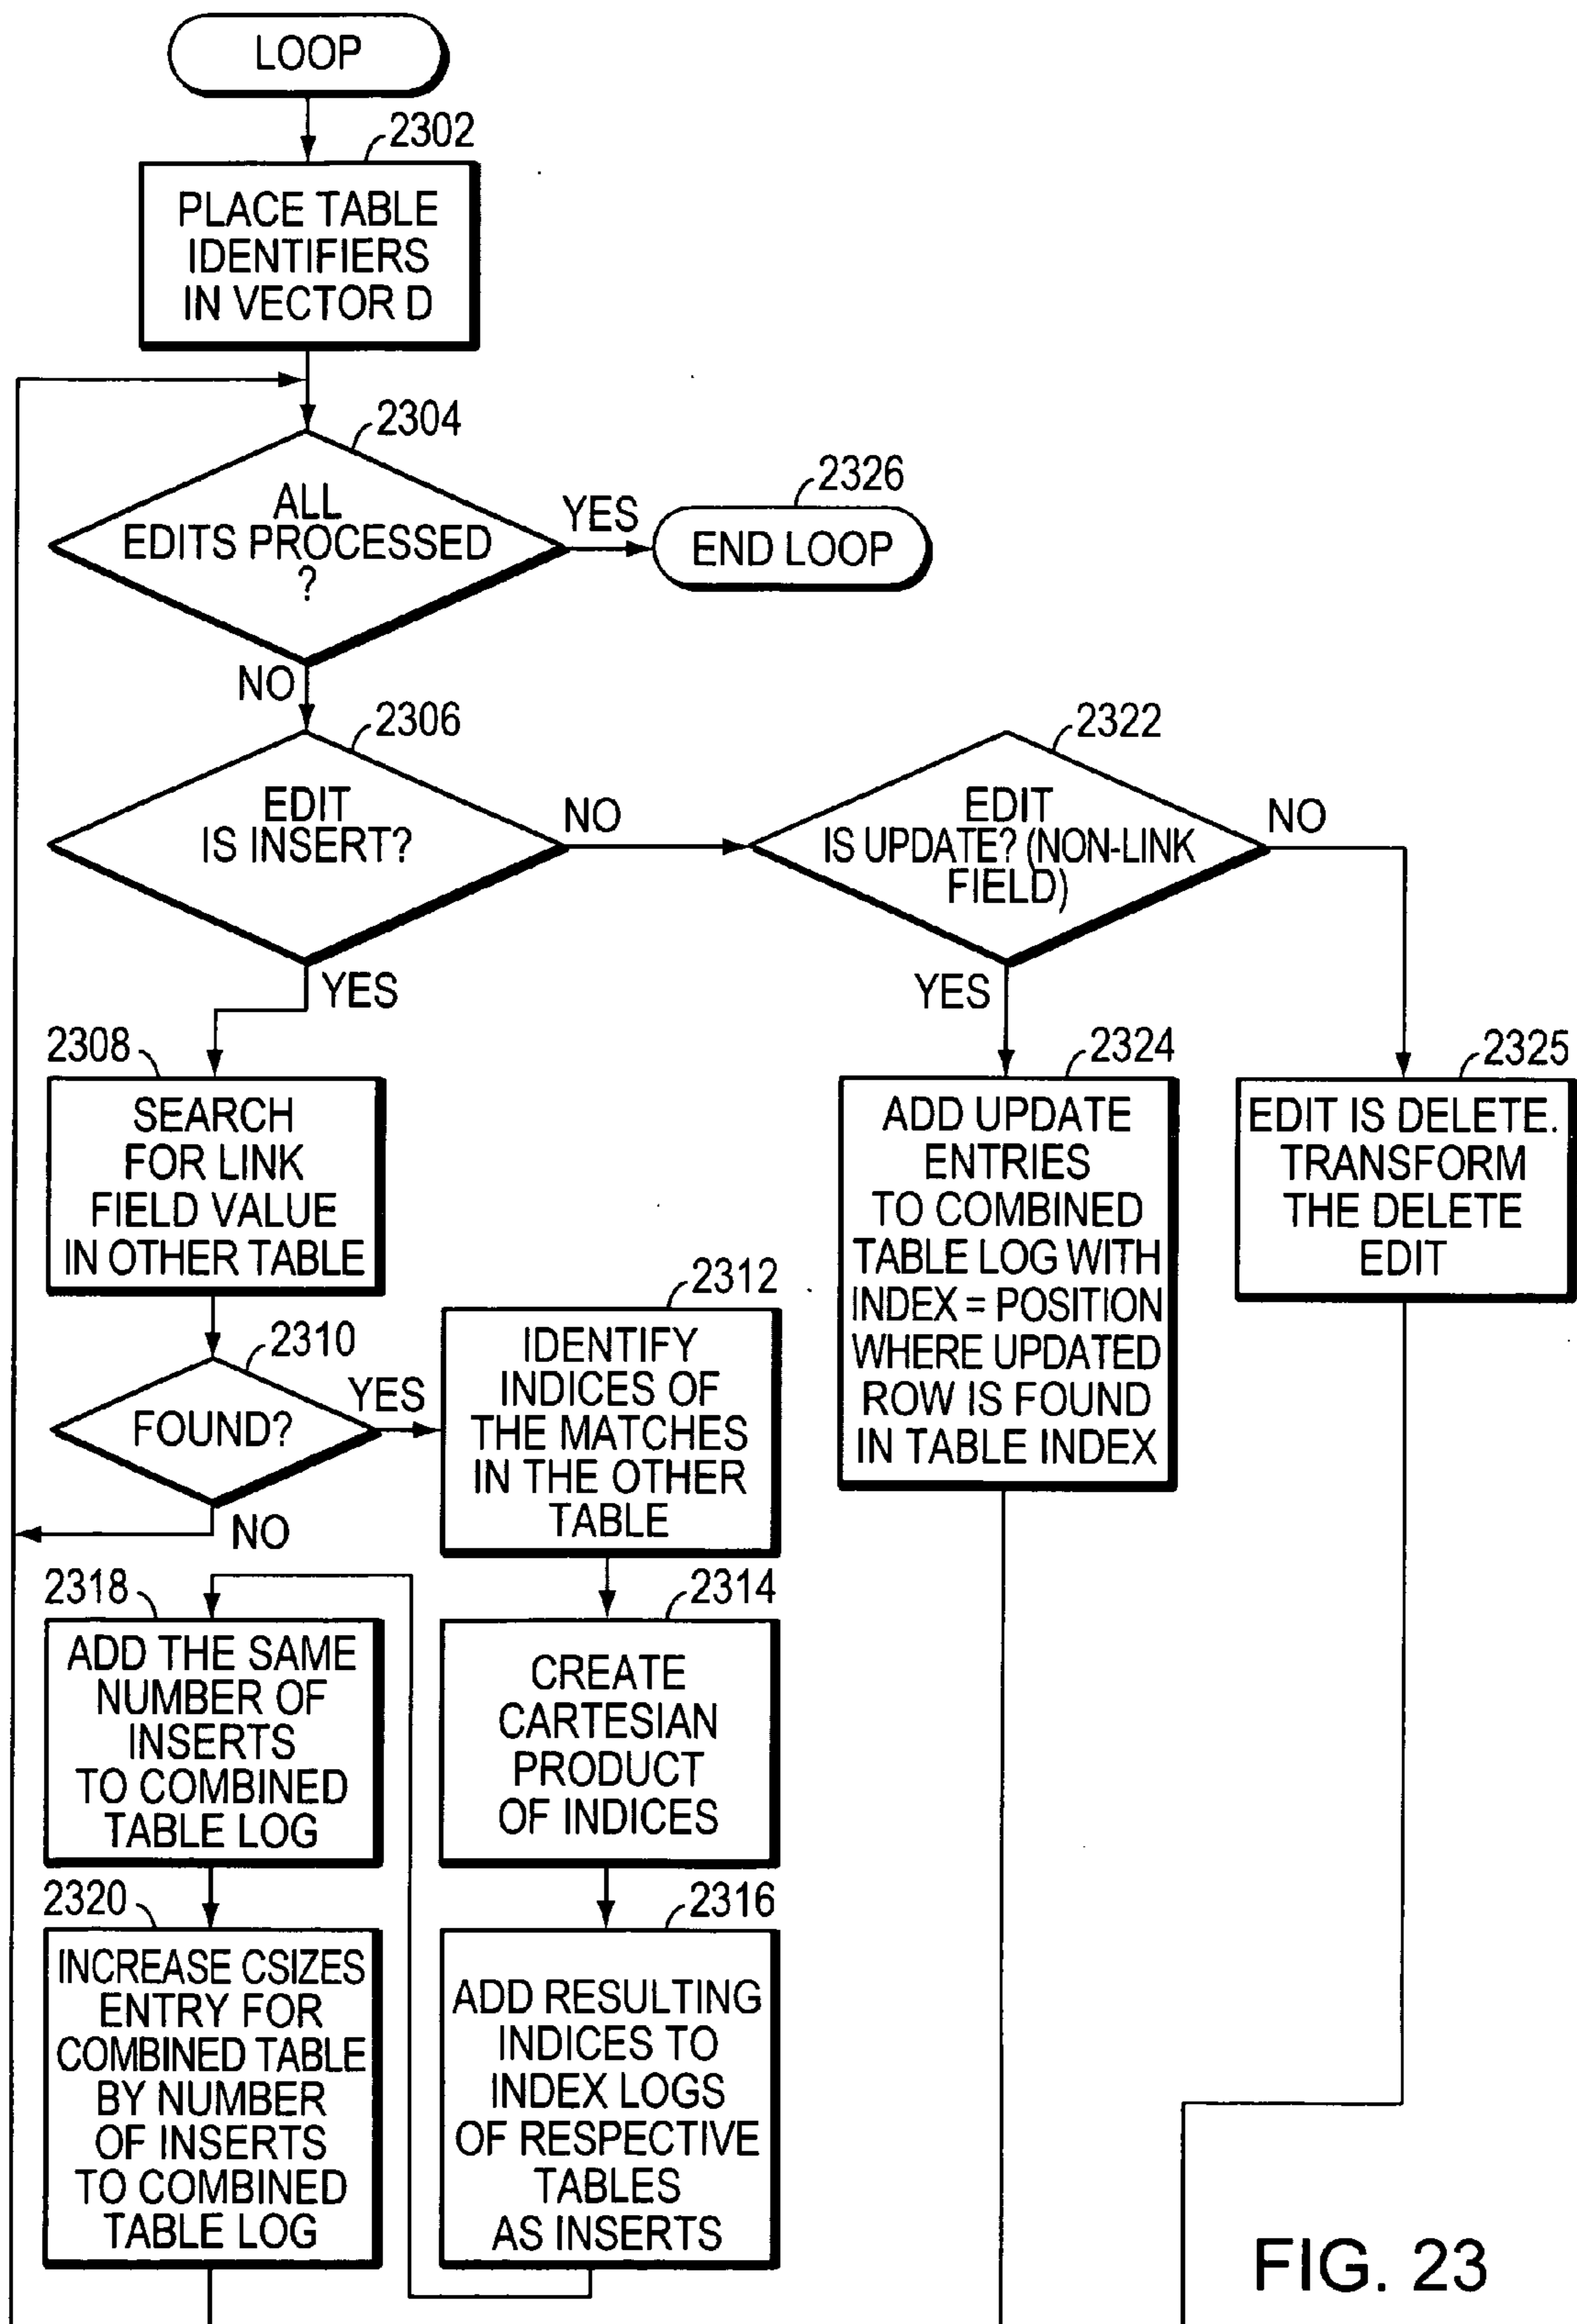 LOOP
2302
PLACE TABLE
IDENTIFIERS
IN VECTOR D
2304
ALL
EDITS PROCESSED
?
YES
2326
END LOOP
NO
2306
EDIT
IS INSERT?
NO
2322
EDIT
IS UPDATE? (NON-LINK
FIELD)
NO
YES
YES
2308
SEARCH
FOR LINK
FIELD VALUE
IN OTHER TABLE
2324
ADD UPDATE
ENTRIES
TO COMBINED
TABLE LOG WITH
INDEX = POSITION
WHERE UPDATED
ROW IS FOUND
IN TABLE INDEX
2325
EDIT IS DELETE.
TRANSFORM
THE DELETE
EDIT
2310
FOUND?
YES
NO
2312
IDENTIFY
INDICES OF
THE MATCHES
IN THE OTHER
TABLE
2314
CREATE
CARTESIAN
PRODUCT
OF INDICES
2316
ADD RESULTING
INDICES TO
INDEX LOGS
OF RESPECTIVE
TABLES
AS INSERTS
2318
ADD THE SAME
NUMBER OF
INSERTS
TO COMBINED
TABLE LOG
2320
INCREASE CSIZES
ENTRY FOR
COMBINED TABLE
BY NUMBER
OF INSERTS
TO COMBINED
TABLE LOG
FIG. 23